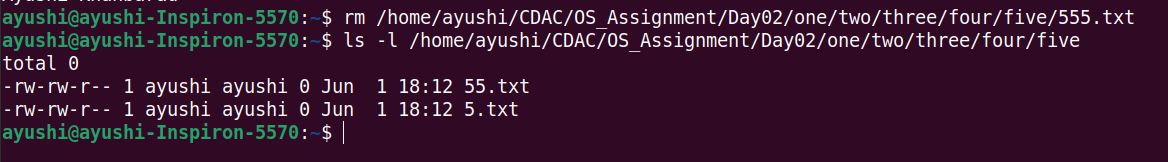 ayushi@ayushi-Inspiron-5570:~$ rm /home/ayushi/CDAC/OS_Assignment/Day02/one/two/three/four/five/555.txt
ayushi@ayushi-Inspiron-5570:~$ ls -l /home/ayushi/CDAC/OS_Assignment/Day02/one/two/three/four/five
total 0
-rw-rw-r-- 1 ayushi ayushi 0 Jun  1 18:12 55.txt
-rw-rw-r-- 1 ayushi ayushi 0 Jun  1 18:12 5.txt
ayushi@ayushi-Inspiron-5570:~$